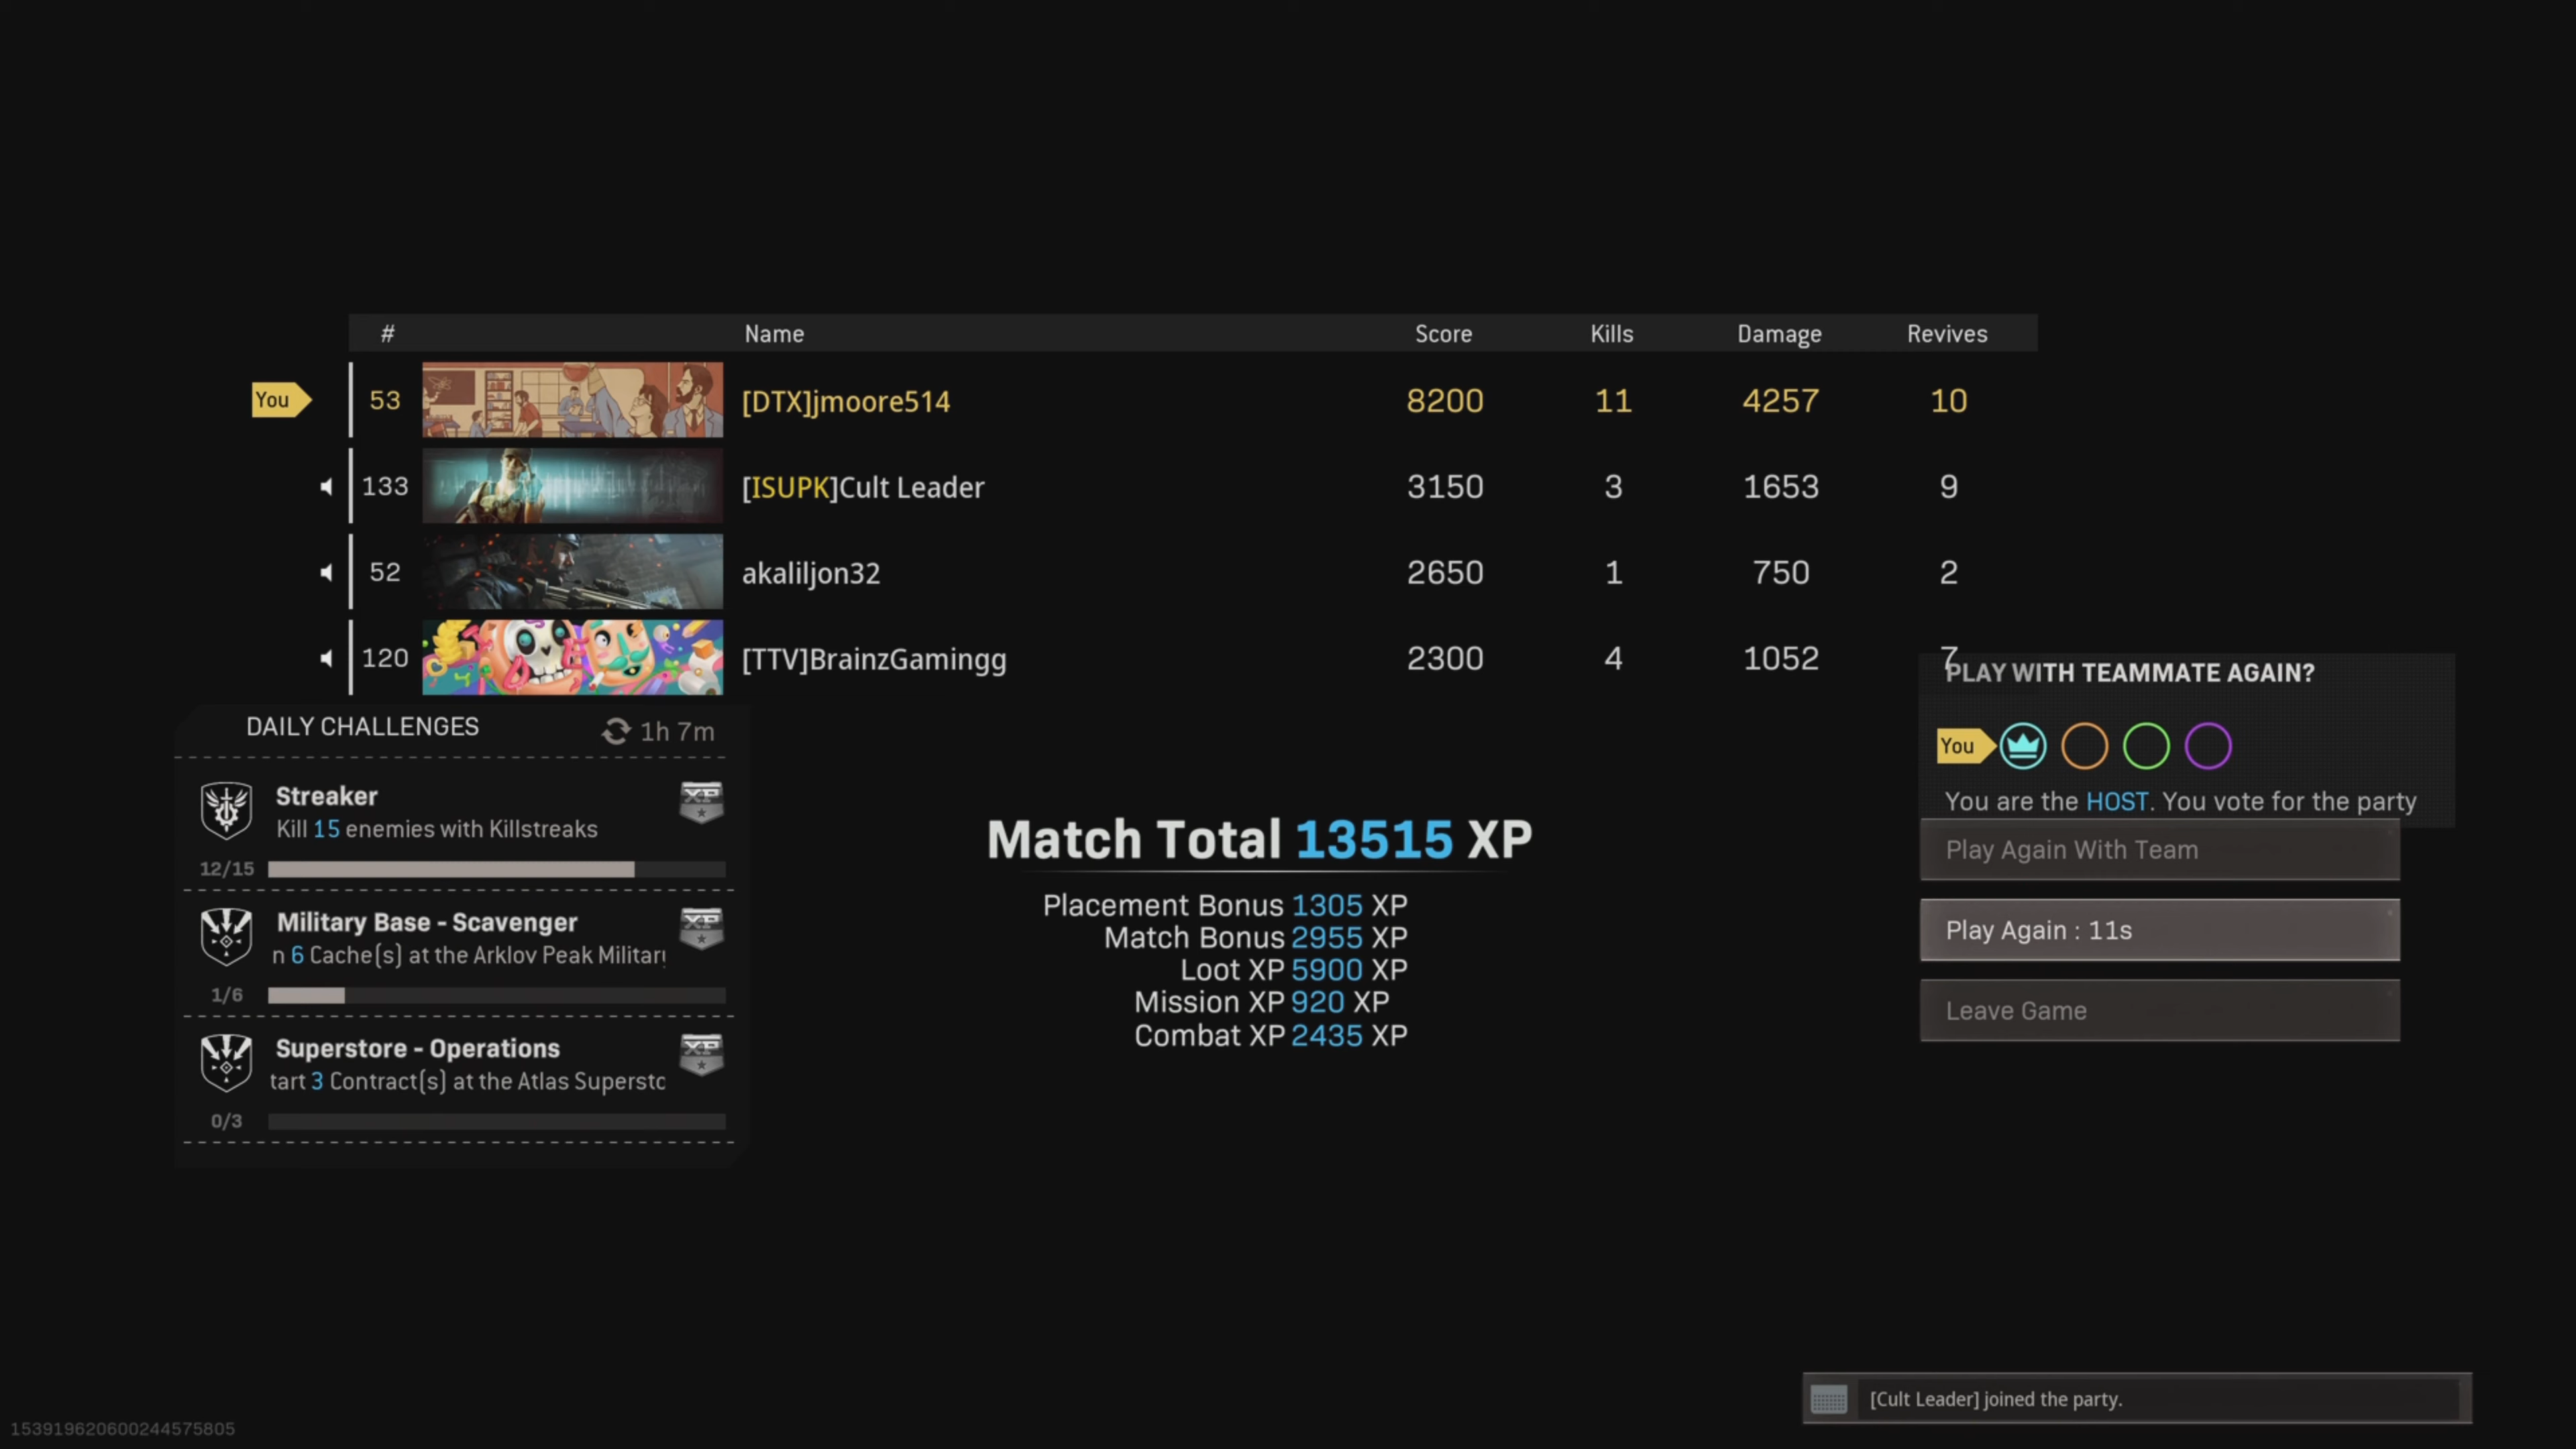 # Name Score Kills Damage Revives
You 53 [DTX]jmoore514 8200 11 4257 10
133 [ISUPK]Cult Leader 3150 3 1653 9
52 akaliljon32 2650 1 750 2
120 [TTV]BrainzGamingg 2300 4 1052 7
DAILY CHALLENGES 1h 7m
Streaker
XP
Kill 15 enemies with Killstreaks
12/15
Military Base - Scavenger
XP
n 6 Cache(s) at the Arklov Peak Military
1/6
Superstore - Operations
XP
tart 3 Contract(s) at the Atlas Supersto
0/3
Match Total 13515 XP
Placement Bonus 1305 XP
Match Bonus 2955 XP
Loot XP 5900 XP
Mission XP 920 XP
Combat XP 2435 XP
PLAY WITH TEAMMATE AGAIN?
You
You are the HOST. You vote for the party
Play Again With Team
Play Again : 11s
Leave Game
[Cult Leader] joined the party.
153919620600244575805